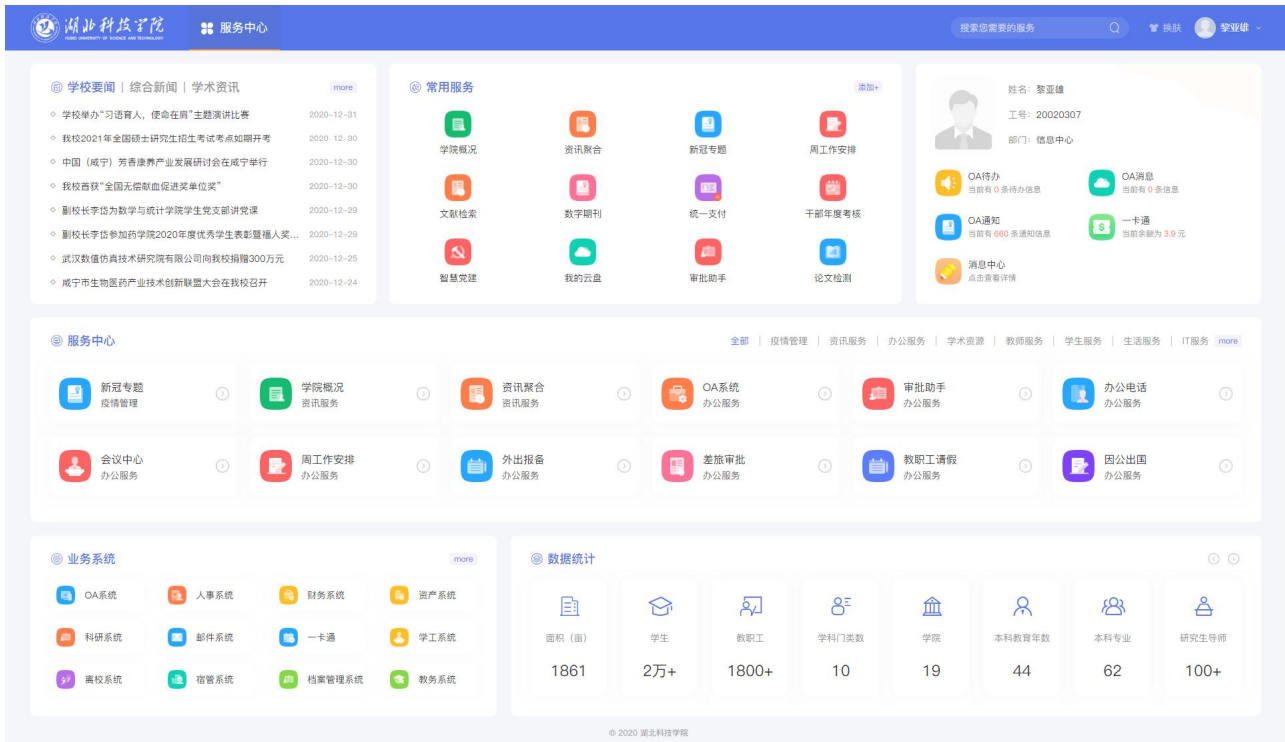 湖北科技学院
HUBEI UNIVERSITY OF SCIENCE AND TECHNOLOGY
服务中心
搜索您需要的服务
换肤
黎亚雄
学校要闻 | 综合新闻 | 学术资讯 more
学校举办“习语育人，使命在肩”主题演讲比赛 2020-12-31
我校2021年全国硕士研究生招生考试考点如期开考 2020-12-30
中国（咸宁）芳香康养产业发展研讨会在咸宁举行 2020-12-30
我校首获“全国无偿献血促进奖单位奖” 2020-12-30
副校长李岱为数学与统计学院学生党支部讲党课 2020-12-29
副校长李岱参加药学院2020年度优秀学生表彰暨福人奖... 2020-12-29
武汉数值仿真技术研究院有限公司向我校捐赠300万元 2020-12-25
咸宁市生物医药产业技术创新联盟大会在我校召开 2020-12-24
常用服务 添加+
学院概况 资讯聚合 新冠专题 周工作安排
文献检索 数字期刊 统一支付 干部年度考核
智慧党建 我的云盘 审批助手 论文检测
姓名：黎亚雄
工号：20020307
部门：信息中心
OA待办
当前有 0 条待办信息
OA消息
当前有 0 条信息
OA通知
当前有 660 条通知信息
一卡通
当前余额为 3.9 元
消息中心
点击查看详情
服务中心 全部 | 疫情管理 | 资讯服务 | 办公服务 | 学术资源 | 教师服务 | 学生服务 | 生活服务 | IT服务 more
新冠专题 学院概况 资讯聚合 OA系统 审批助手 办公电话
疫情管理 资讯服务 资讯服务 办公服务 办公服务 办公服务
会议中心 周工作安排 外出报备 差旅审批 教职工请假 因公出国
办公服务 办公服务 办公服务 办公服务 办公服务 办公服务
业务系统 more
OA系统 人事系统 财务系统 资产系统
科研系统 邮件系统 一卡通 学工系统
离校系统 宿管系统 档案管理系统 教务系统
数据统计
面积（亩） 学生 教职工 学科门类数 学院 本科教育年数 本科专业 研究生导师
1861 2万+ 1800+ 10 19 44 62 100+
© 2020 湖北科技学院